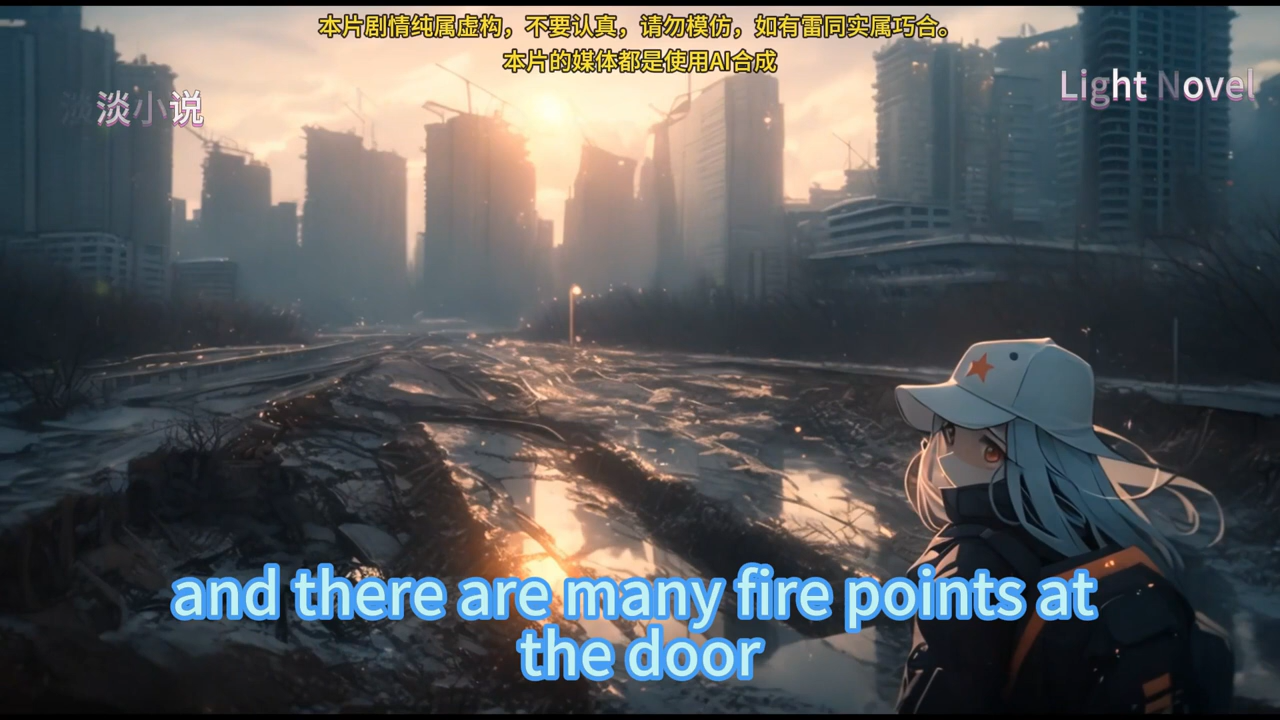 本片剧情纯属虚构，不要认真，请勿模仿，如有雷同实属巧合。
本片的媒体都是使用AI合成
淡淡小说
Light Novel
and there are many fire points at
the door